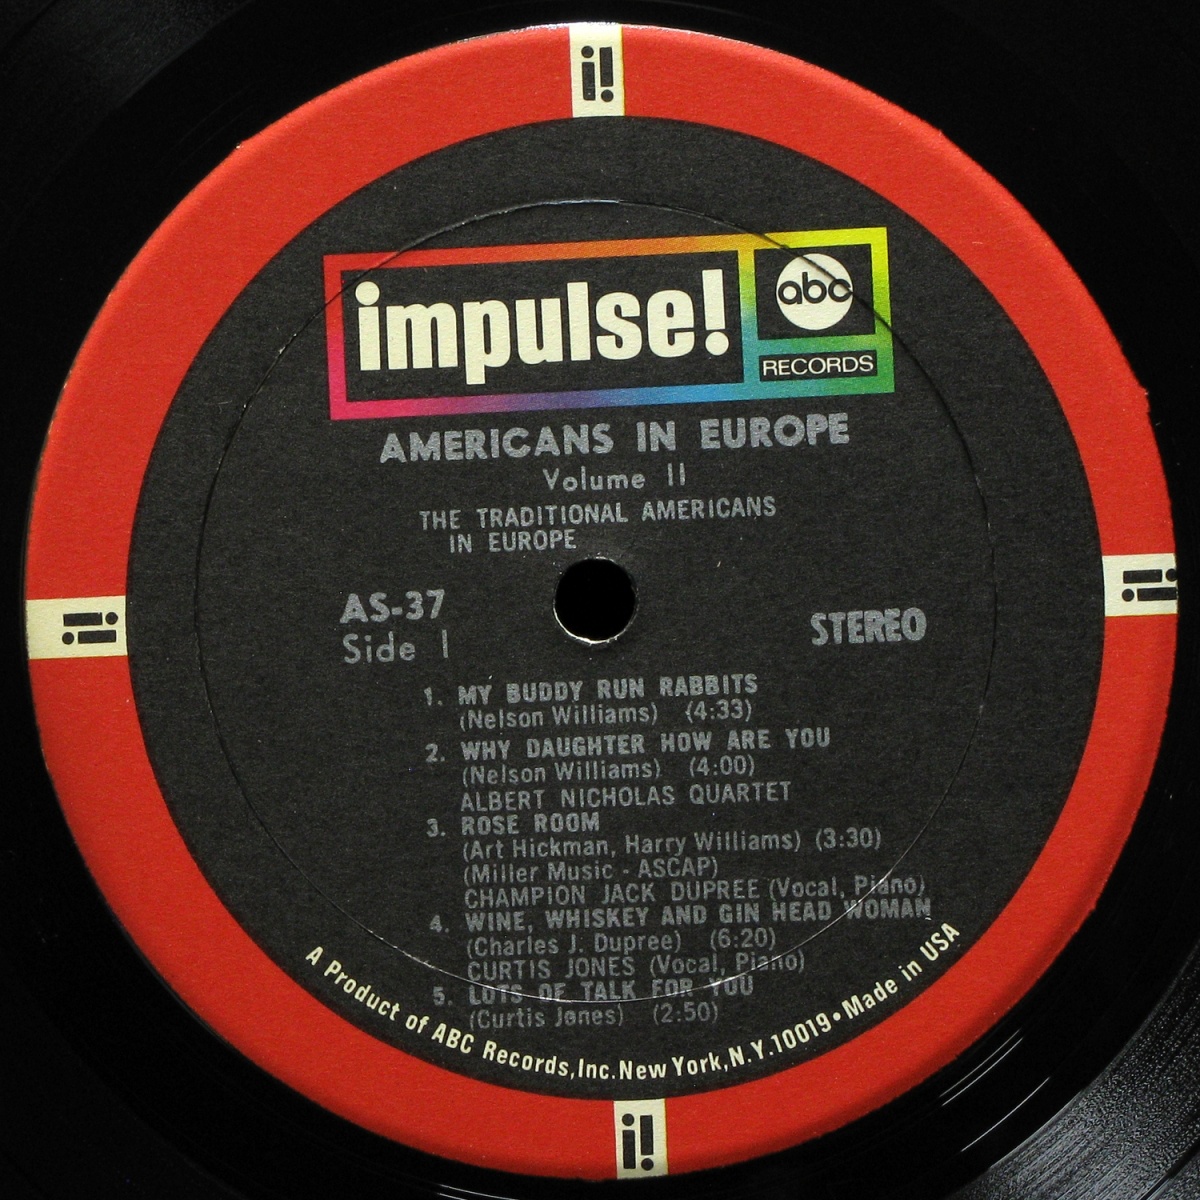 i!
impulse!
abc
RECORDS
AMERICANS IN EUROPE
Volume II
THE TRADITIONAL AMERICANS
IN EUROPE
AS-37
Side 1
STEREO
i!
i!
1. MY BUDDY RUN RABBITS
(Nelson Williams) (4:33)
2. WHY DAUGHTER HOW ARE YOU
(Nelson Williams) (4:00)
ALBERT NICHOLAS QUARTET
3. ROSE ROOM
(Art Hickman, Harry Williams) (3:30)
(Miller Music - ASCAP)
CHAMPION JACK DUPREE (Vocal, Piano)
4. WINE, WHISKEY AND GIN HEAD WOMAN
(Charles J. Dupree) (6:20)
CURTIS JONES (Vocal, Piano)
5. LOTS OF TALK FOR YOU
(Curtis Jones) (2:50)
A Product of ABC Records,Inc.New York,N.Y.10019•Made in USA
i!